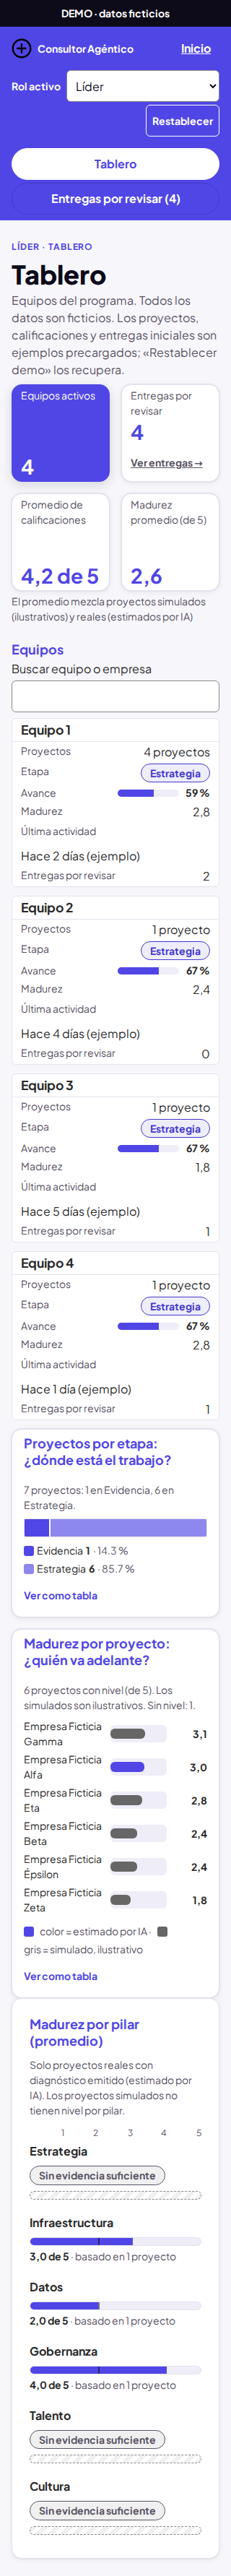 DEMO · datos ficticios
Consultor Agéntico
Inicio
Rol activo
Líder
Restablecer
Tablero
Entregas por revisar (4)
LÍDER · TABLERO
Tablero
Equipos del programa. Todos los
datos son ficticios. Los proyectos,
calificaciones y entregas iniciales son
ejemplos precargados; «Restablecer
demo» los recupera.
Equipos activos
4
Entregas por
revisar
4
Ver entregas →
Promedio de
calificaciones
4,2 de 5
Madurez
promedio (de 5)
2,6
El promedio mezcla proyectos simulados
(ilustrativos) y reales (estimados por IA)
Equipos
Buscar equipo o empresa
Equipo 1
Proyectos 4 proyectos
Etapa Estrategia
Avance 59 %
Madurez 2,8
Última actividad
Hace 2 días (ejemplo)
Entregas por revisar 2
Equipo 2
Proyectos 1 proyecto
Etapa Estrategia
Avance 67 %
Madurez 2,4
Última actividad
Hace 4 días (ejemplo)
Entregas por revisar 0
Equipo 3
Proyectos 1 proyecto
Etapa Estrategia
Avance 67 %
Madurez 1,8
Última actividad
Hace 5 días (ejemplo)
Entregas por revisar 1
Equipo 4
Proyectos 1 proyecto
Etapa Estrategia
Avance 67 %
Madurez 2,8
Última actividad
Hace 1 día (ejemplo)
Entregas por revisar 1
Proyectos por etapa:
¿dónde está el trabajo?
7 proyectos: 1 en Evidencia, 6 en
Estrategia.
Evidencia 1 · 14.3 %
Estrategia 6 · 85.7 %
Ver como tabla
Madurez por proyecto:
¿quién va adelante?
6 proyectos con nivel (de 5). Los
simulados son ilustrativos. Sin nivel: 1.
Empresa Ficticia
Gamma
3,1
Empresa Ficticia
Alfa
3,0
Empresa Ficticia
Eta
2,8
Empresa Ficticia
Beta
2,4
Empresa Ficticia
Épsilon
2,4
Empresa Ficticia
Zeta
1,8
color = estimado por IA ·
gris = simulado, ilustrativo
Ver como tabla
Madurez por pilar
(promedio)
Solo proyectos reales con
diagnóstico emitido (estimado por
IA). Los proyectos simulados no
tienen nivel por pilar.
1 2 3 4 5
Estrategia
Sin evidencia suficiente
Infraestructura
3,0 de 5 · basado en 1 proyecto
Datos
2,0 de 5 · basado en 1 proyecto
Gobernanza
4,0 de 5 · basado en 1 proyecto
Talento
Sin evidencia suficiente
Cultura
Sin evidencia suficiente